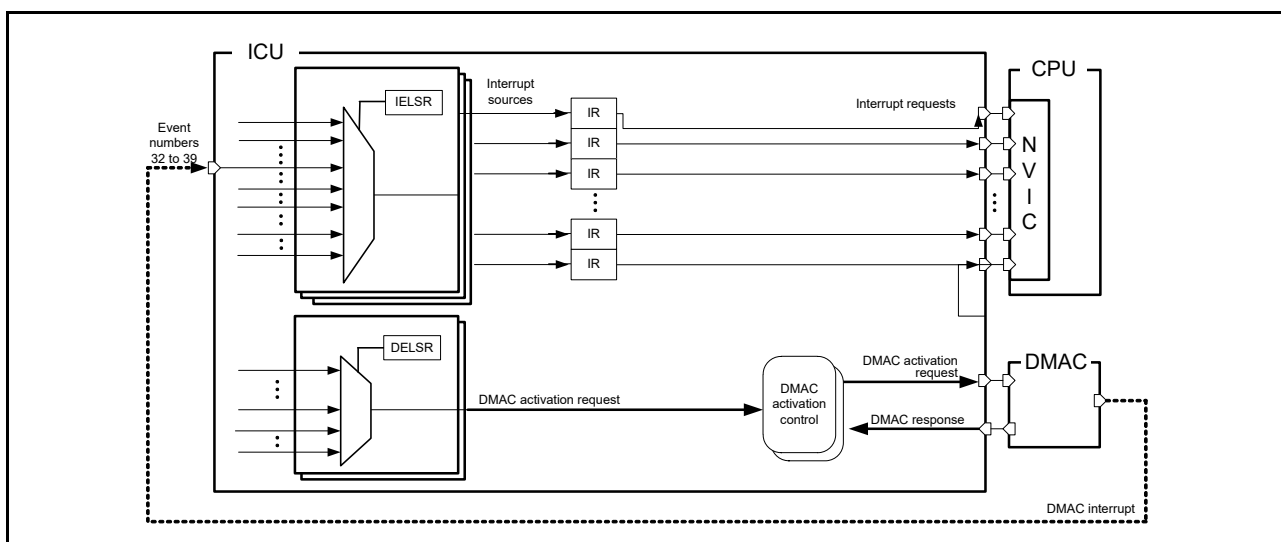 ICU
CPU
IELSR
Interrupt
sources
Interrupt requests
IR
IR
IR
IR
IR
N
V
I
C
Event
numbers
32 to 39
DELSR
DMAC activation request
DMAC
activation
control
DMAC activation
request
DMAC response
DMAC
DMAC interrupt